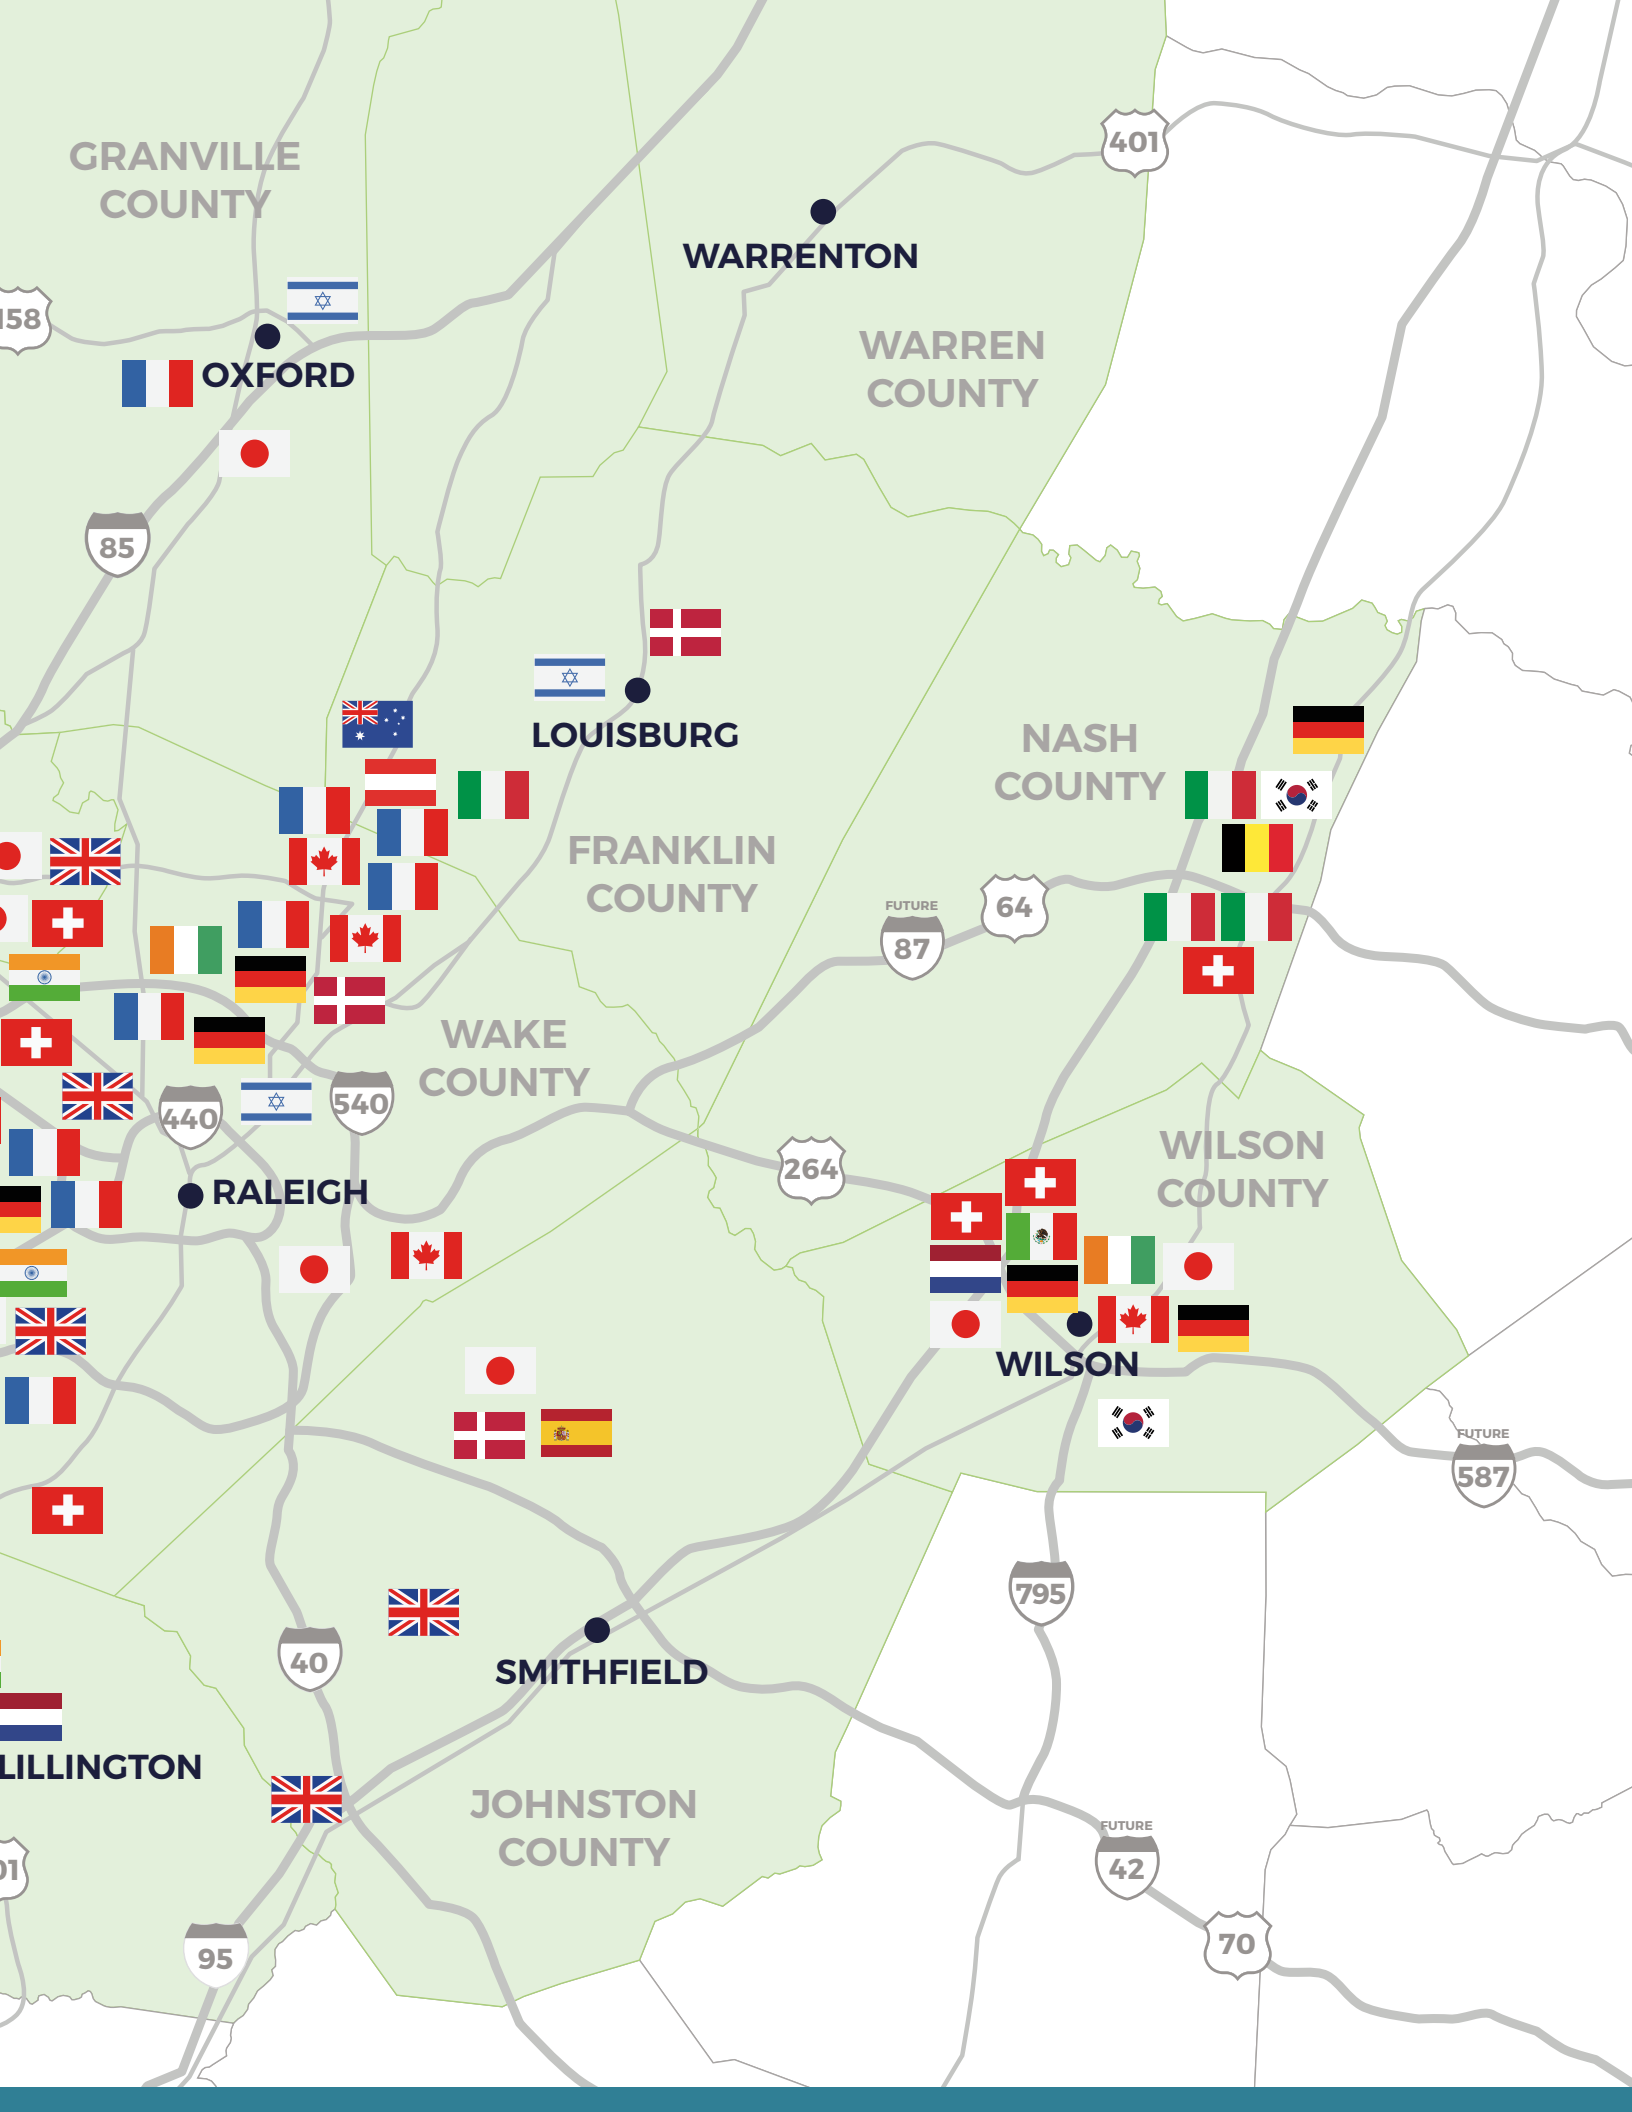 401
GRANVILLE
COUNTY
WARRENTON
158
WARREN
COUNTY
OXFORD
85
LOUISBURG
NASH
COUNTY
FRANKLIN
COUNTY
FUTURE
87
64
WAKE
COUNTY
440
540
WILSON
COUNTY
264
RALEIGH
WILSON
FUTURE
587
795
40
SMITHFIELD
LILLINGTON
JOHNSTON
COUNTY
FUTURE
42
01
95
70